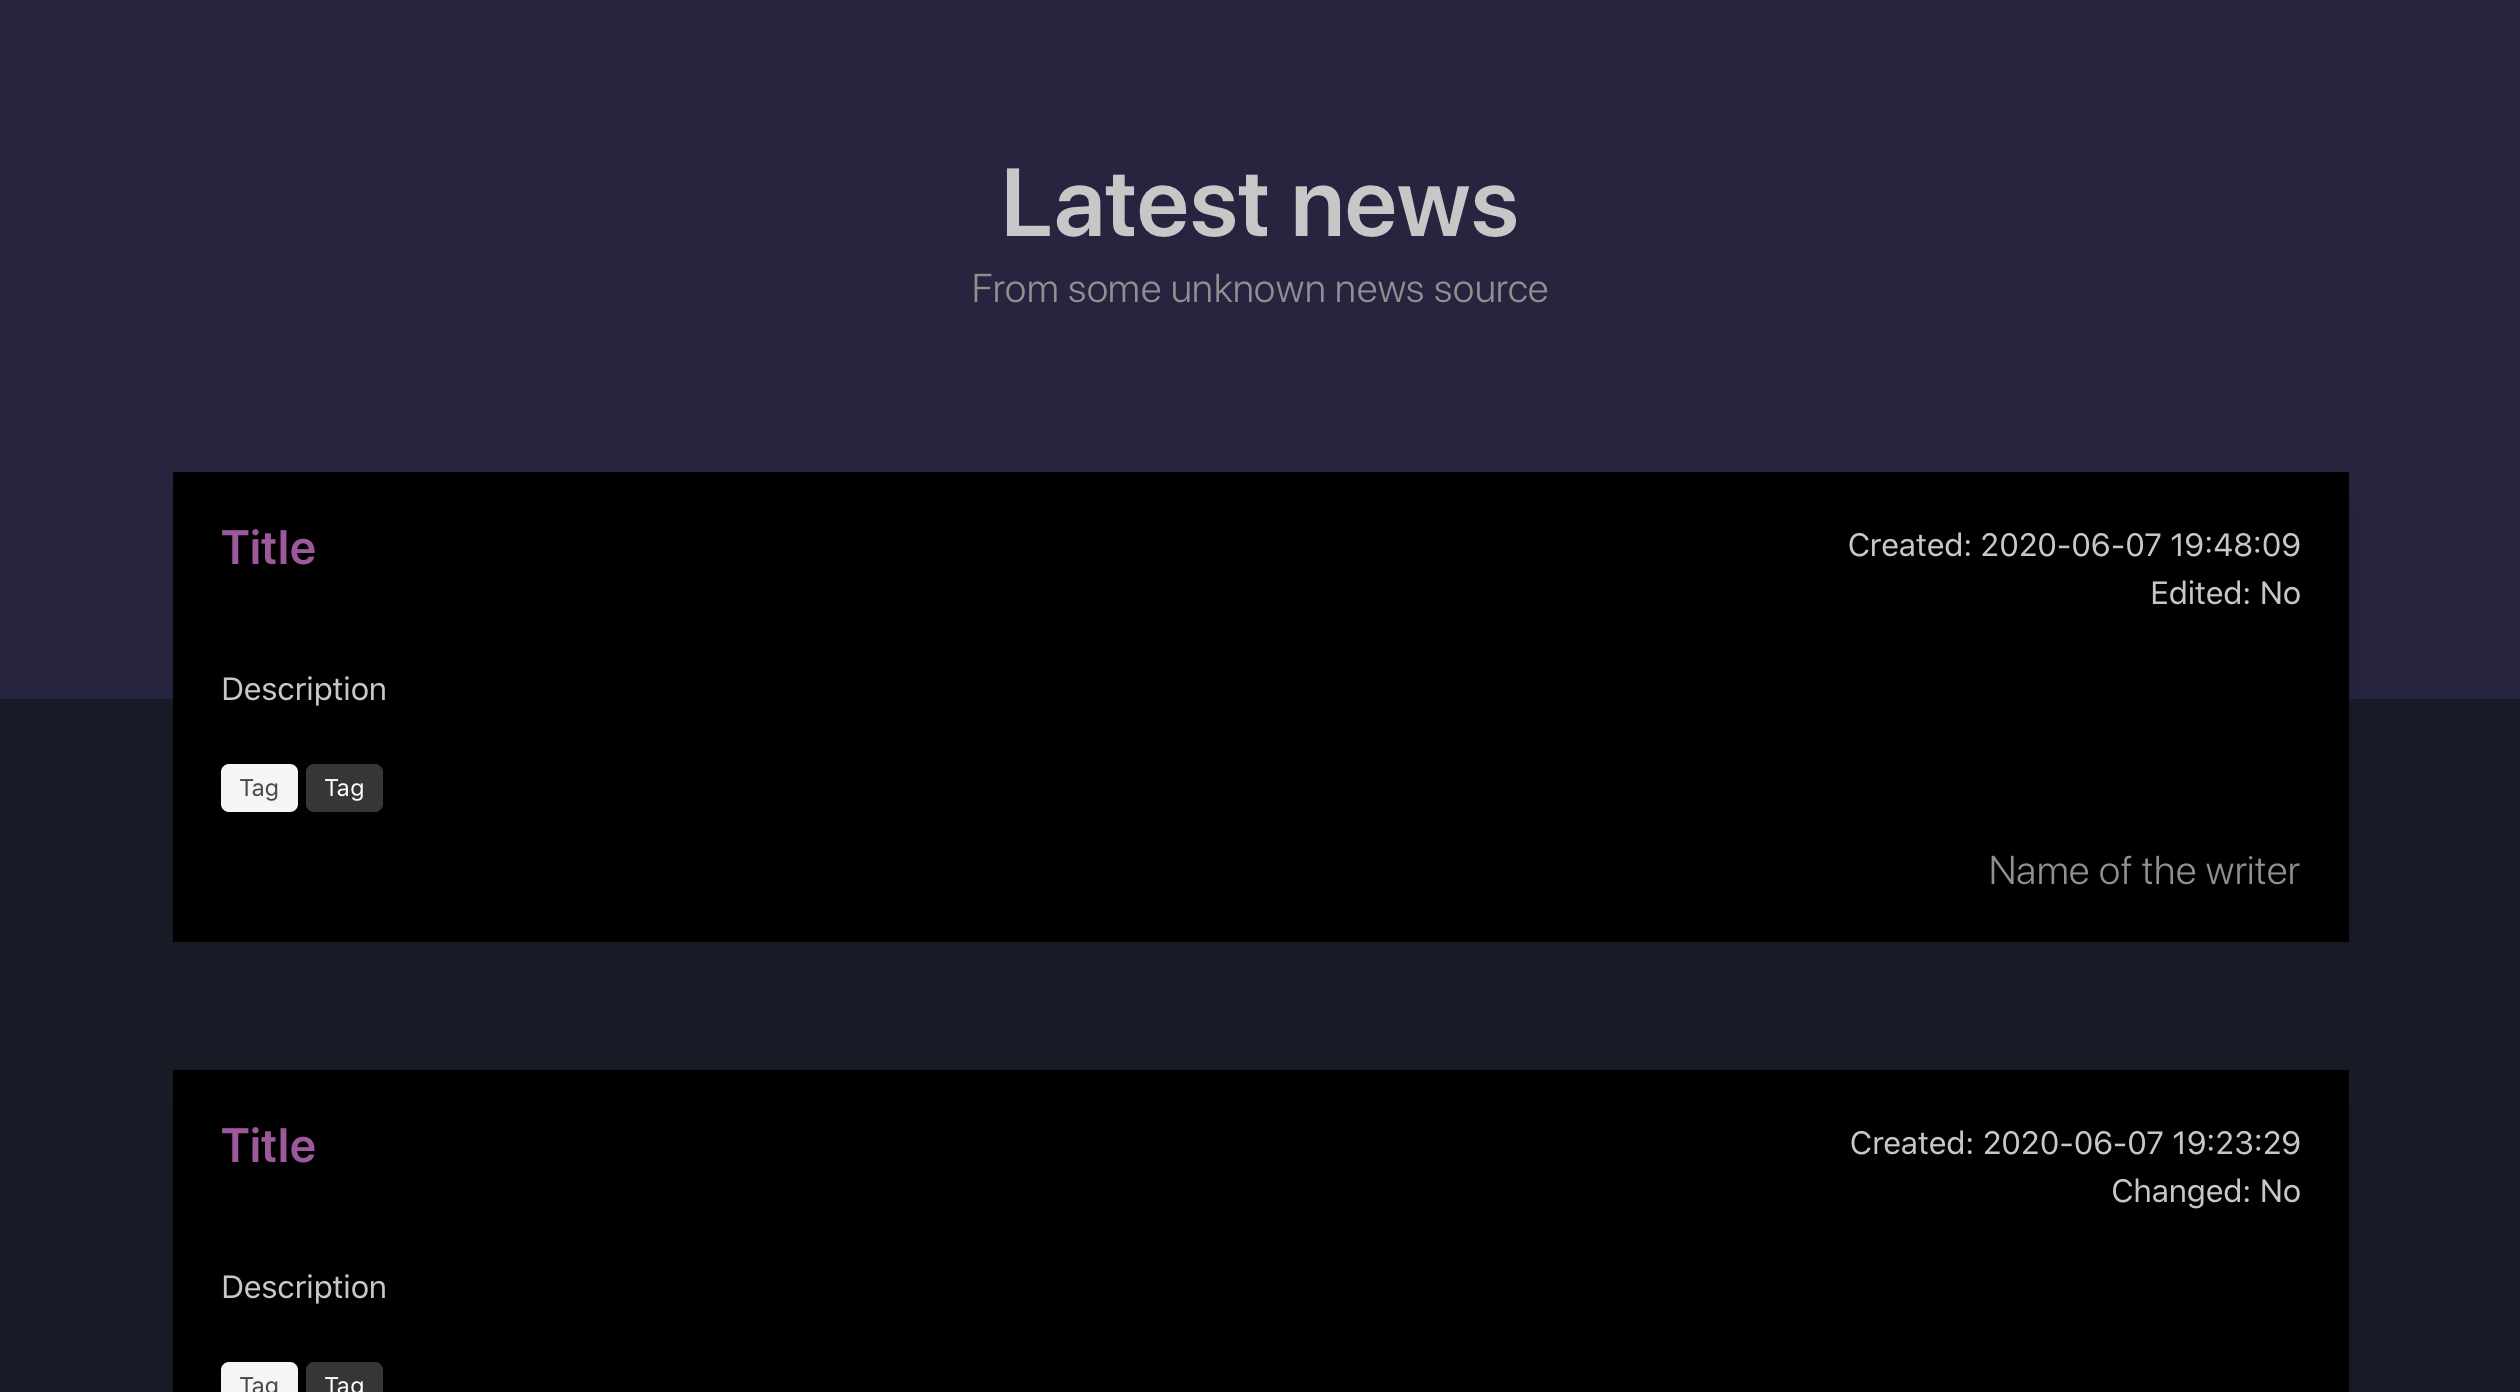 Latest news
From some unknown news source
Title
Created: 2020-06-07 19:48:09
Edited: No
Description
Tag Tag
Name of the writer
Title
Created: 2020-06-07 19:23:29
Changed: No
Description
Tag Tag